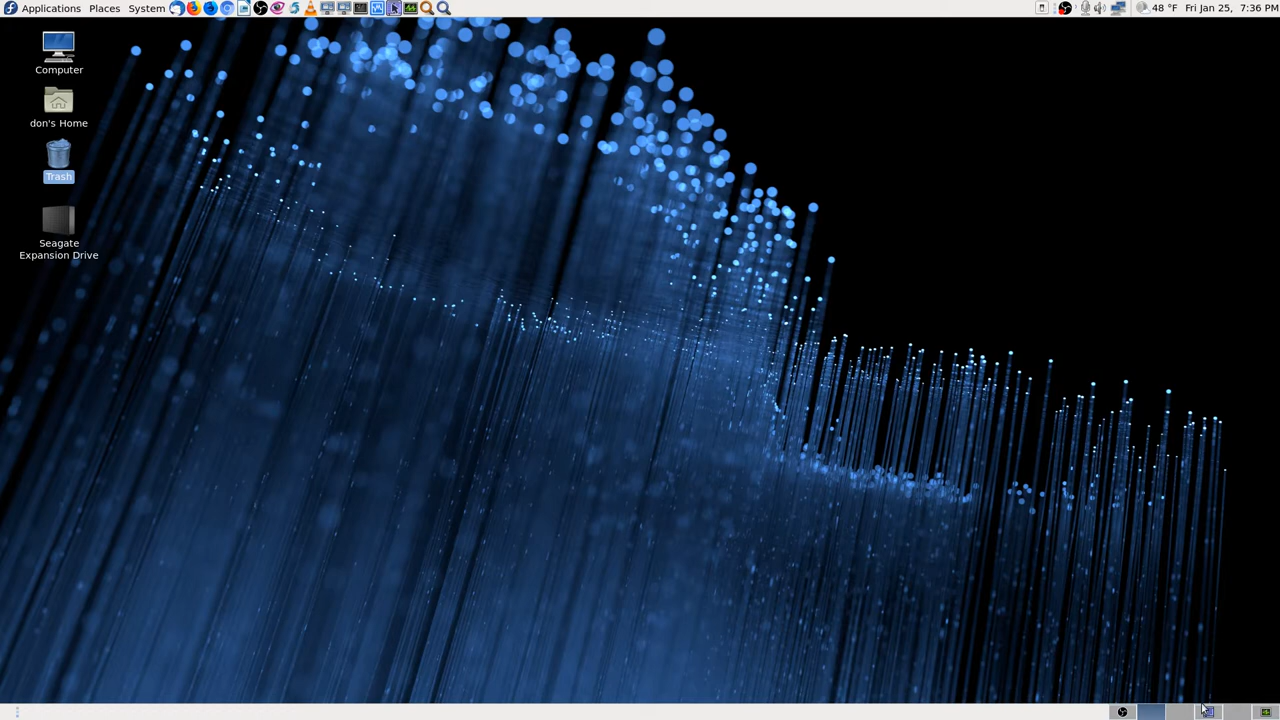 Applications Places System 48 °F Fri Jan 25, 7:36 PM
Computer
don's Home
Trash
Seagate
Expansion Drive